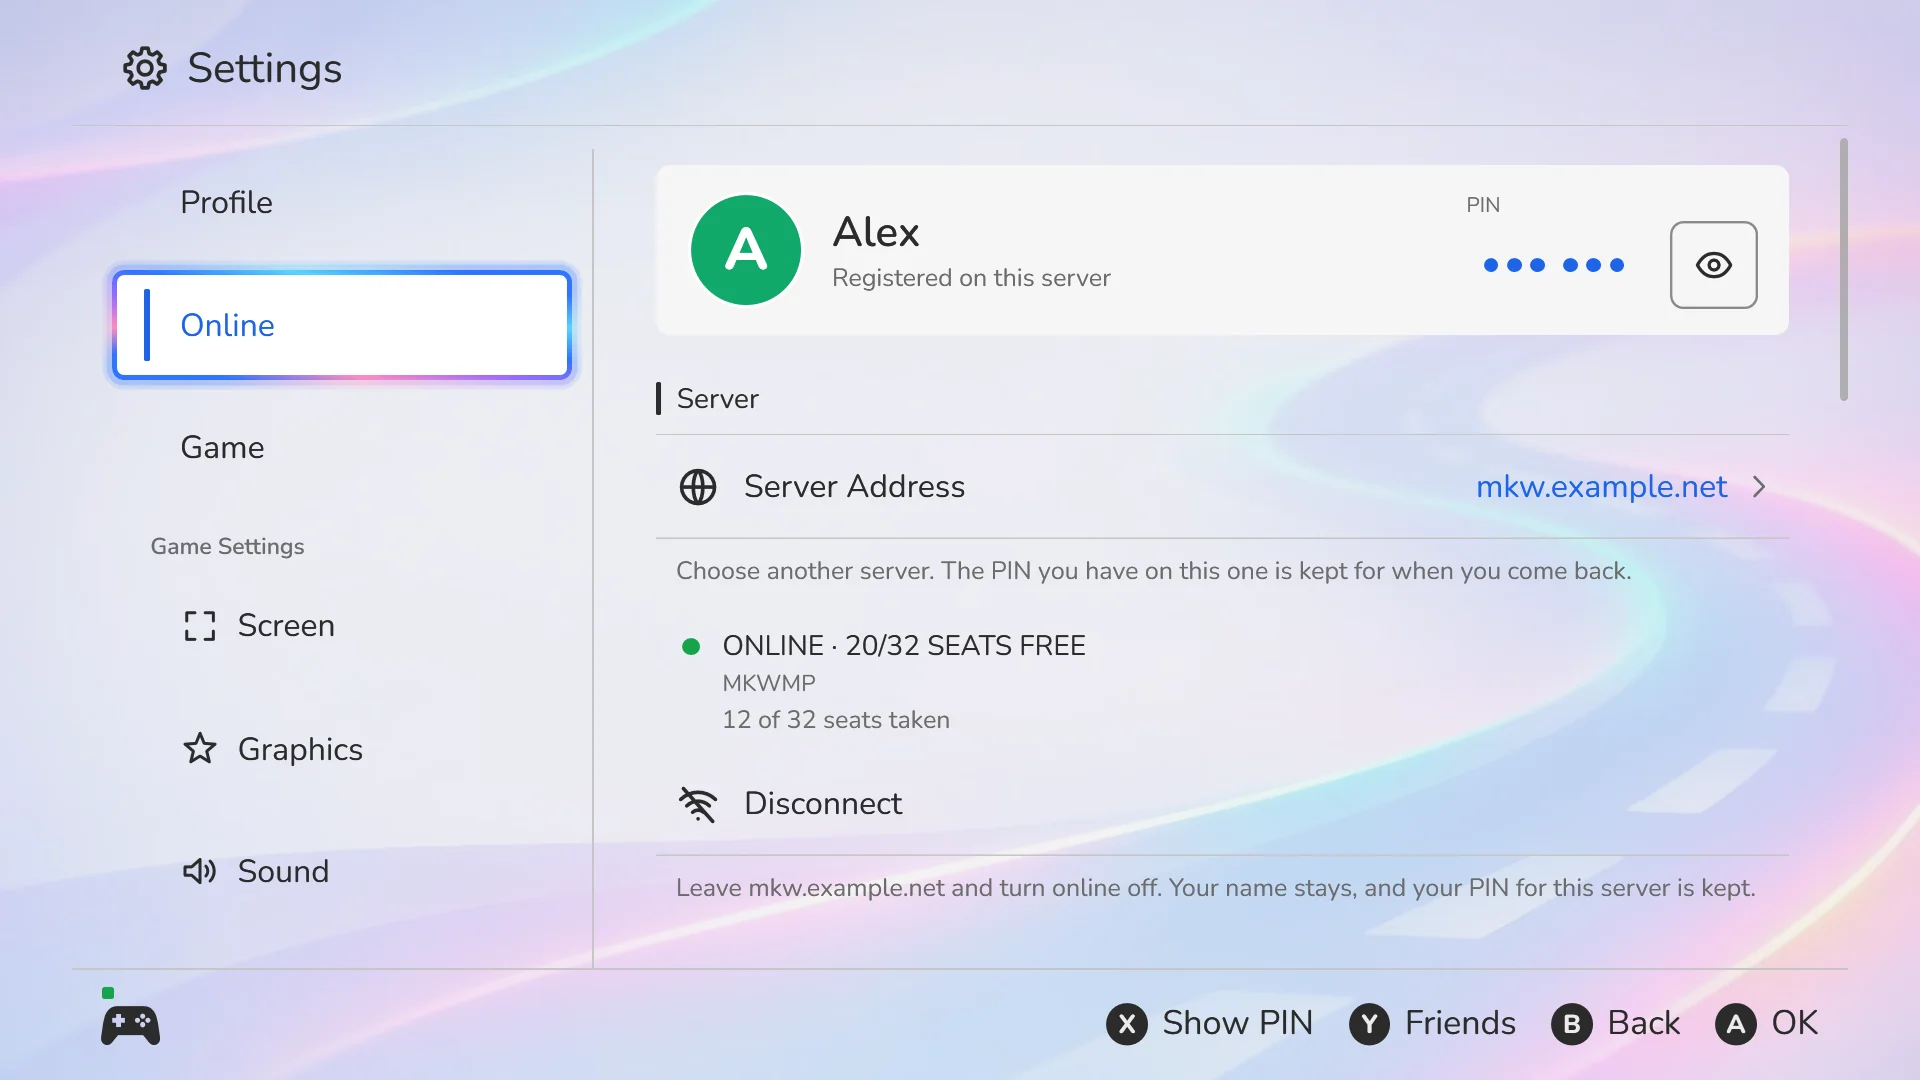 Settings
Profile
Online
Game
Game Settings
Screen
Graphics
Sound
A
Alex
Registered on this server
PIN
Server
Server Address
mkw.example.net
Choose another server. The PIN you have on this one is kept for when you come back.
ONLINE · 20/32 SEATS FREE
MKWMP
12 of 32 seats taken
Disconnect
Leave mkw.example.net and turn online off. Your name stays, and your PIN for this server is kept.
X Show PIN
Y Friends
B Back
A OK